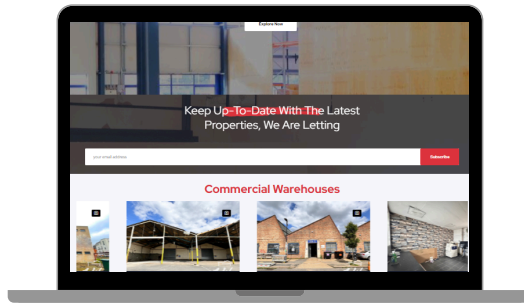 Explore Now
Keep Up-To-Date With The Latest
Properties, We Are Letting
your email address
Subscribe
Commercial Warehouses